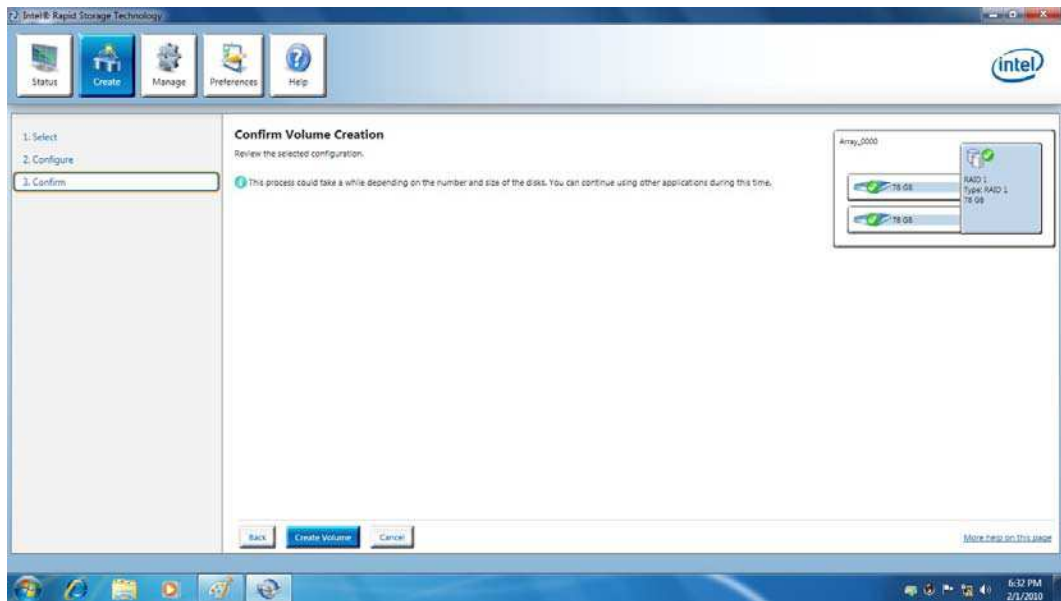 Intel® Rapid Storage Technology
Status
Create
Manage
Preferences
Help
intel
1. Select
2. Configure
3. Confirm
Confirm Volume Creation
Review the selected configuration.
This process could take a while depending on the number and size of the disks. You can continue using other applications during this time.
Array_0000
78 GB
78 GB
RAID 1
Type: RAID 1
78 GB
Back
Create Volume
Cancel
More help on this page
6:32 PM
2/1/2010